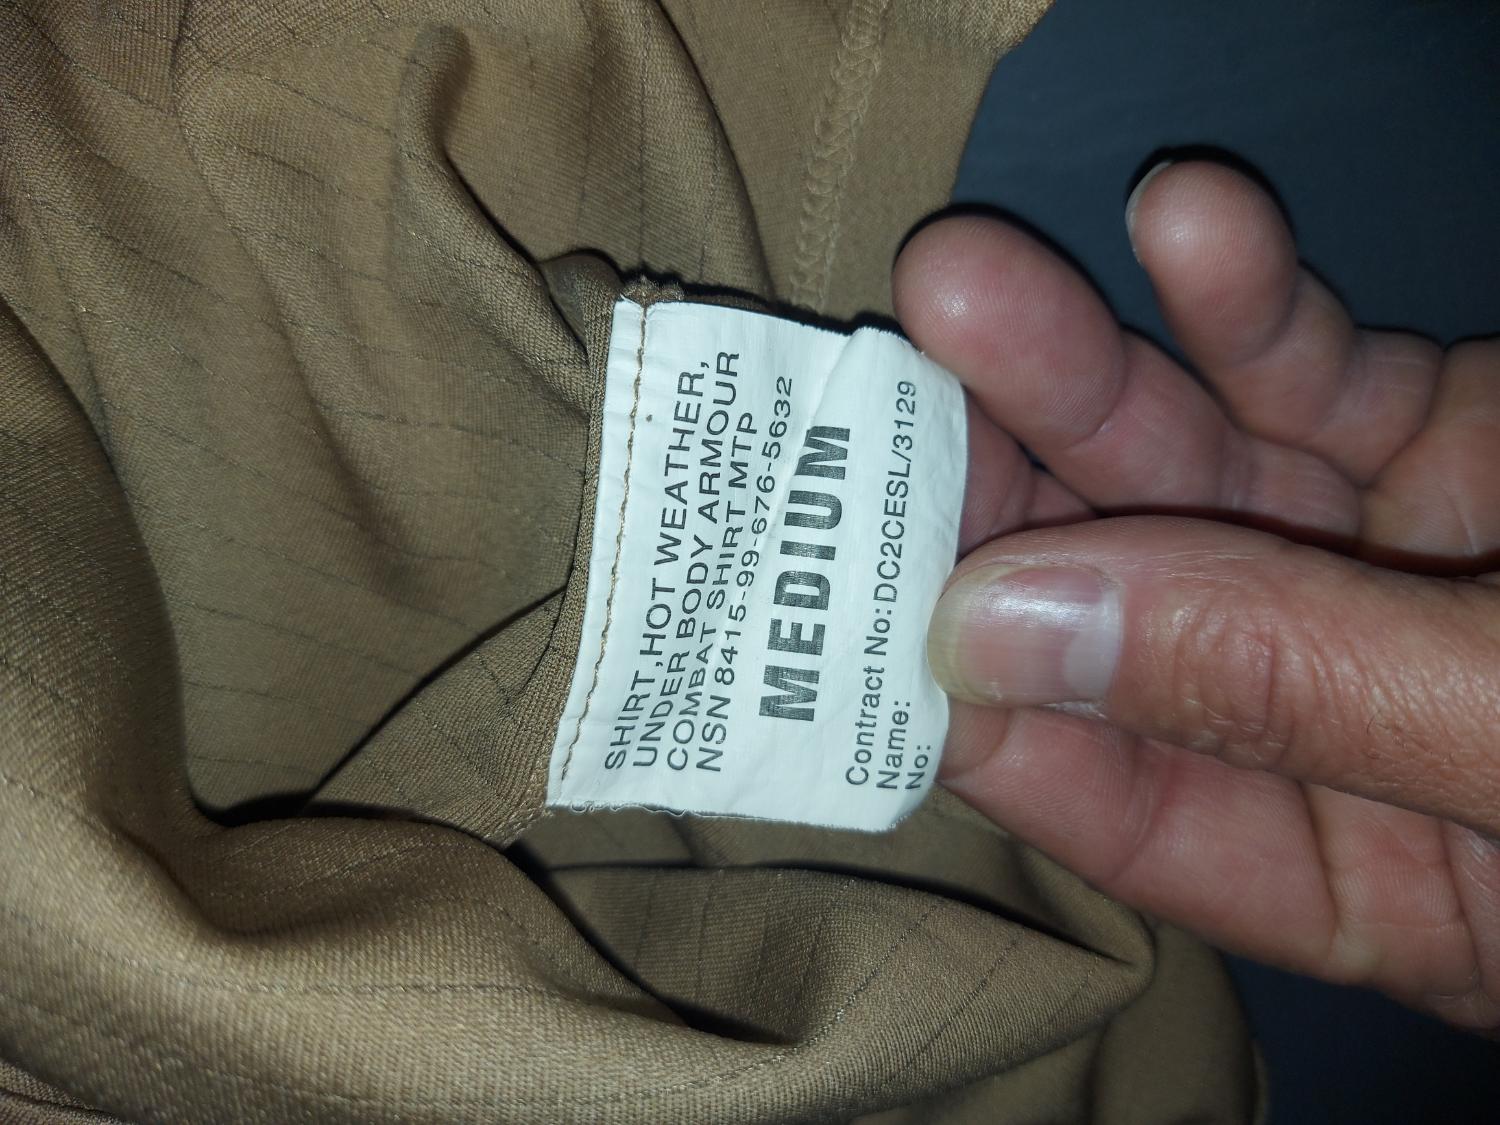 SHIRT ,HOT WEATHER,
UNDER BODY ARMOUR
COMBAT SHIRT MTP
NSN 8415-99-676-5632
MEDIUM
Contract No: DC2CESL/3129
Name:
No: